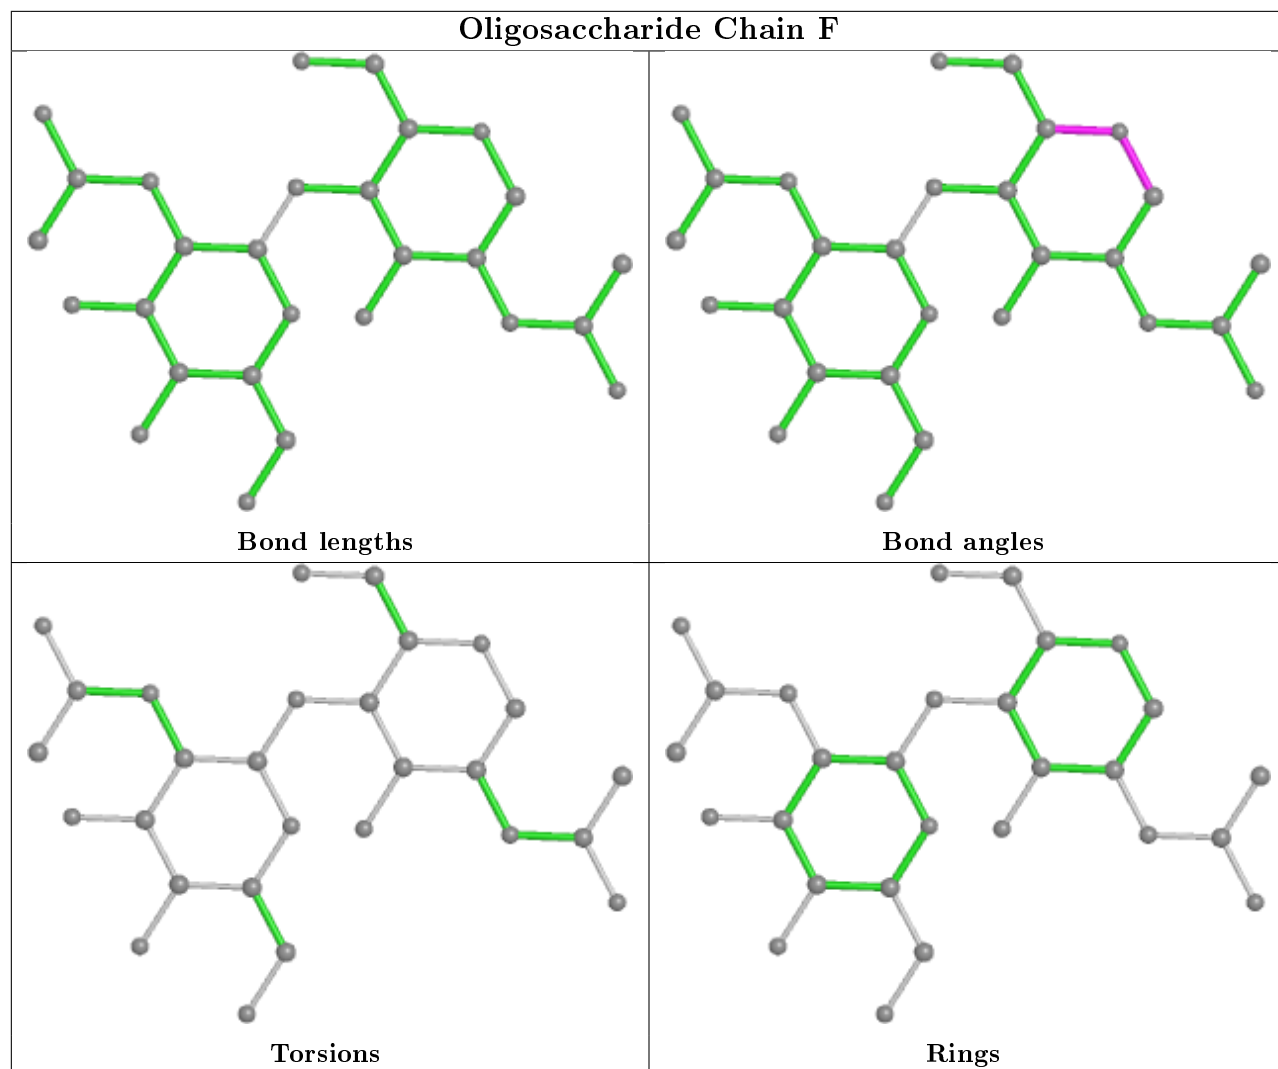 Oligosaccharide Chain F
Bond lengths
Bond angles
Torsions
Rings